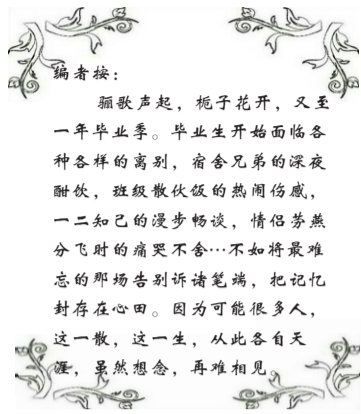 编者按：
骊歌声起，栀子花开，又至
一年毕业季。毕业生开始面临各
种各样的离别，宿舍兄弟的深夜
酣饮，班级散伙饭的热闹伤感，
一二知己的漫步畅谈，情侣劳燕
分飞时的痛哭不舍…不如将最难
忘的那场告别诉诸笔端，把记忆
封存在心田。因为可能很多人，
这一散，这一生，从此各自天
涯，虽然想念，再难相见。